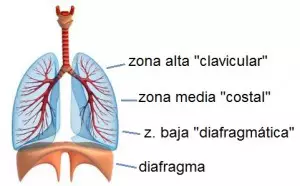 zona alta "clavicular"
zona media "costal"
z. baja "diafragmática"
diafragma